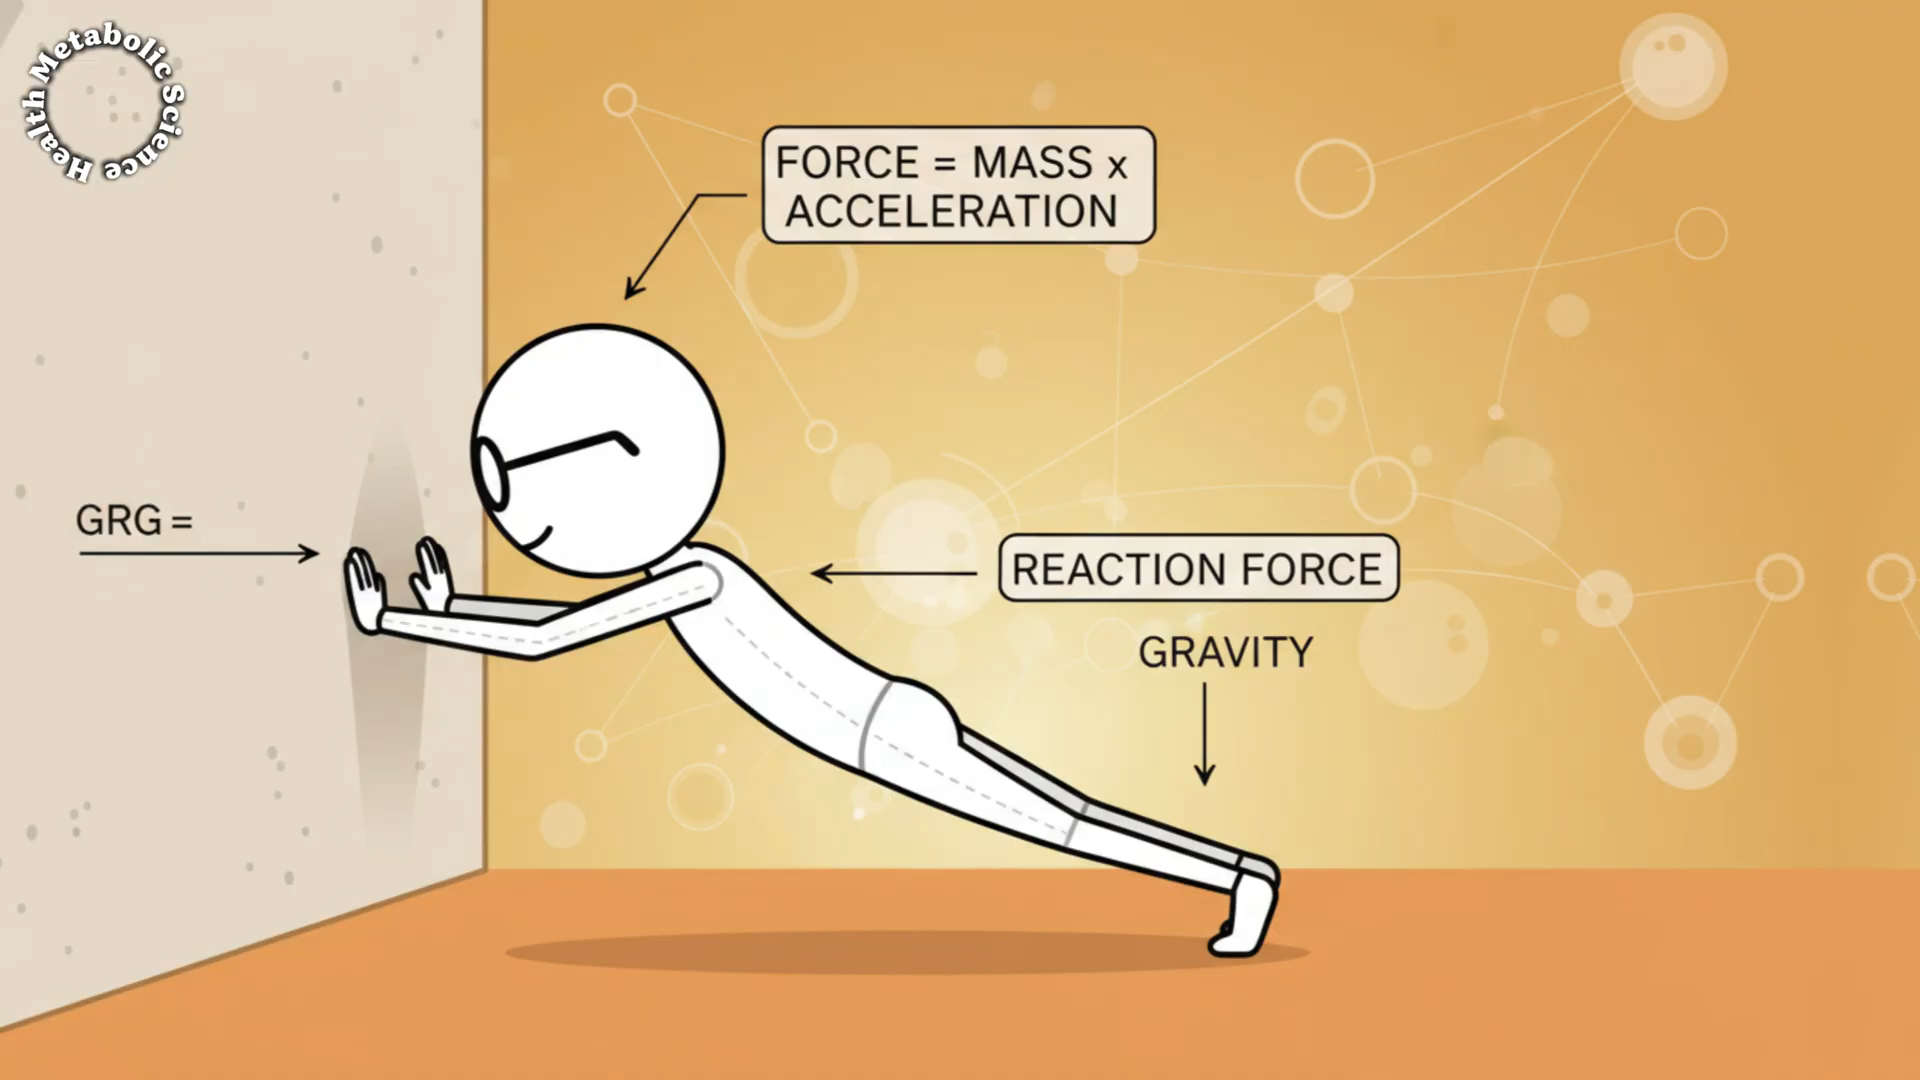 Metabolic Science Health
FORCE = MASS x
ACCELERATION
GRG =
REACTION FORCE
GRAVITY